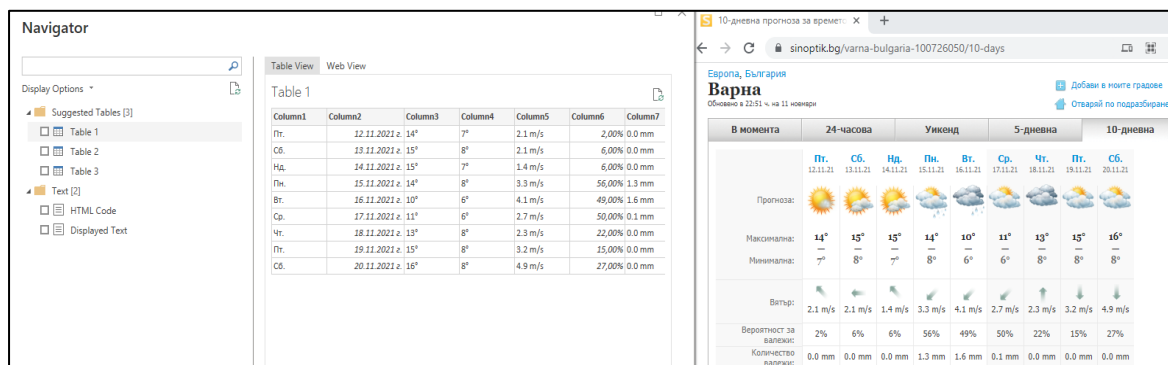 Navigator
Display Options
Suggested Tables [3]
Table 1
Table 2
Table 3
Text [2]
HTML Code
Displayed Text
Table View Web View
Table 1
Column1 Column2 Column3 Column4 Column5 Column6 Column7
Пт. 12.11.2021 г. 14° 7° 2.1 m/s 2,00% 0.0 mm
Сб. 13.11.2021 г. 15° 8° 2.1 m/s 6,00% 0.0 mm
Нд. 14.11.2021 г. 15° 7° 1.4 m/s 6,00% 0.0 mm
Пн. 15.11.2021 г. 14° 8° 3.3 m/s 56,00% 1.3 mm
Вт. 16.11.2021 г. 10° 6° 4.1 m/s 49,00% 1.6 mm
Ср. 17.11.2021 г. 11° 6° 2.7 m/s 50,00% 0.1 mm
Чт. 18.11.2021 г. 13° 8° 2.3 m/s 22,00% 0.0 mm
Пт. 19.11.2021 г. 15° 8° 3.2 m/s 15,00% 0.0 mm
Сб. 20.11.2021 г. 16° 8° 4.9 m/s 27,00% 0.0 mm
S 10-дневна прогноза за времето
sinoptik.bg/varna-bulgaria-100726050/10-days
Европа, България
Варна
Обновено в 22:51 ч. на 11 ноември
Добави в моите градове
Отваряй по подразбиране
В момента 24-часова Уикенд 5-дневна 10-дневна
Пт. Сб. Нд. Пн. Вт. Ср. Чт. Пт. Сб.
12.11.21 13.11.21 14.11.21 15.11.21 16.11.21 17.11.21 18.11.21 19.11.21 20.11.21
Прогноза:
Максимална: 14° 15° 15° 14° 10° 11° 13° 15° 16°
Минимална: 7° 8° 7° 8° 6° 6° 8° 8° 8°
Вятър: 2.1 m/s 2.1 m/s 1.4 m/s 3.3 m/s 4.1 m/s 2.7 m/s 2.3 m/s 3.2 m/s 4.9 m/s
Вероятност за
валежи: 2% 6% 6% 56% 49% 50% 22% 15% 27%
Количество
валежи: 0.0 mm 0.0 mm 0.0 mm 1.3 mm 1.6 mm 0.1 mm 0.0 mm 0.0 mm 0.0 mm